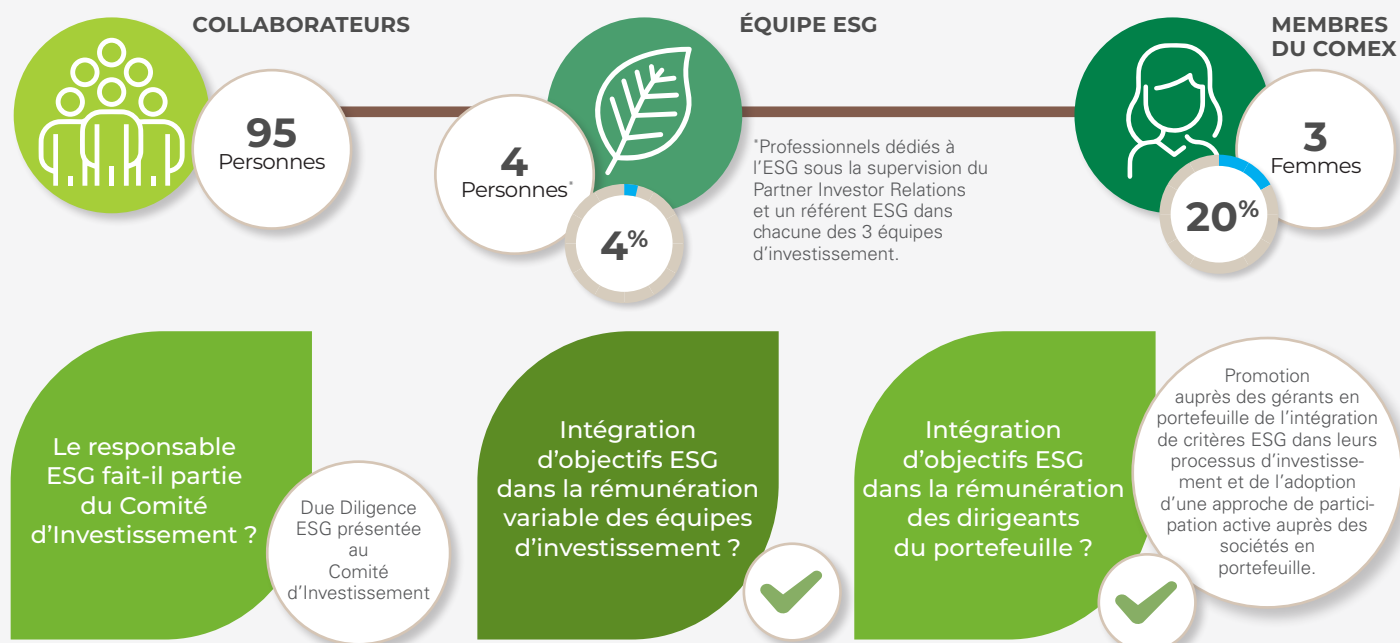 COLLABORATEURS
95
Personnes
ÉQUIPE ESG
4
Personnes*
4%
*Professionnels dédiés à
l’ESG sous la supervision du
Partner Investor Relations
et un référent ESG dans
chacune des 3 équipes
d’investissement.
MEMBRES
DU COMEX
3
Femmes
20%
Le responsable
ESG fait-il partie
du Comité
d’Investissement ?
Due Diligence
ESG présentée
au
Comité
d’Investissement
Intégration
d’objectifs ESG
dans la rémunération
variable des équipes
d’investissement ?
Intégration
d’objectifs ESG
dans la rémunération
des dirigeants
du portefeuille ?
Promotion
auprès des gérants en
portefeuille de l’intégration
de critères ESG dans leurs
processus d’investisse-
ment et de l’adoption
d’une approche de partici-
pation active auprès des
sociétés en
portefeuille.